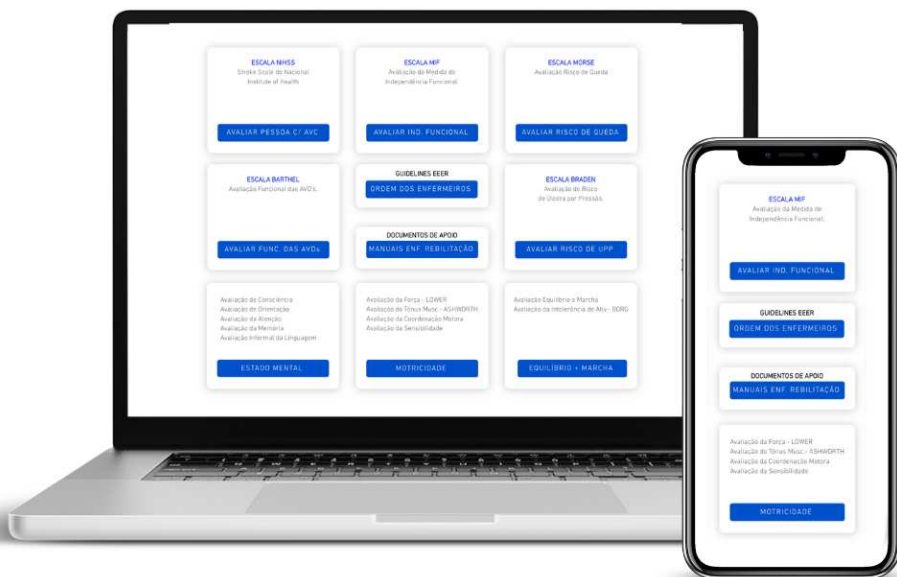 ESCALA NIHSS
Stroke Scale do Nacional
Institute of health
AVALIAR PESSOA C/ AVC
ESCALA MIF
Avaliação da Medida de
Independência Funcional
AVALIAR IND. FUNCIONAL
ESCALA MORSE
Avaliação Risco de Queda
AVALIAR RISCO DE QUEDA
ESCALA BARTHEL
Avaliação Funcional das AVD's.
AVALIAR FUNC. DAS AVDs
GUIDELINES EEER
ORDEM DOS ENFERMEIROS
DOCUMENTOS DE APOIO
MANUAIS ENF. REBILITAÇÃO
ESCALA BRADEN
Avaliação do Risco
de Úlcera por Pressão.
AVALIAR RISCO DE UPP
Avaliação da Consciência
Avaliação da Orientação
Avaliação da Atenção
Avaliação da Memória
Avaliação Informal da Linguagem
ESTADO MENTAL
Avaliação da Força - LOWER
Avaliação do Tónus Musc.- ASHWORTH
Avaliação da Coordenação Motora
Avaliação da Sensibilidade
MOTRICIDADE
Avaliação Equilíbrio e Marcha
Avaliação da Intolerência de Ativ.- BORG
EQUILÍBRIO + MARCHA
ESCALA MIF
Avaliação da Medida de
Independência Funcional.
AVALIAR IND. FUNCIONAL
GUIDELINES EEER
ORDEM DOS ENFERMEIROS
DOCUMENTOS DE APOIO
MANUAIS ENF. REBILITAÇÃO
Avaliação da Força - LOWER
Avaliação do Tónus Musc.- ASHWORTH
Avaliação da Coordenação Motora
Avaliação da Sensibilidade
MOTRICIDADE